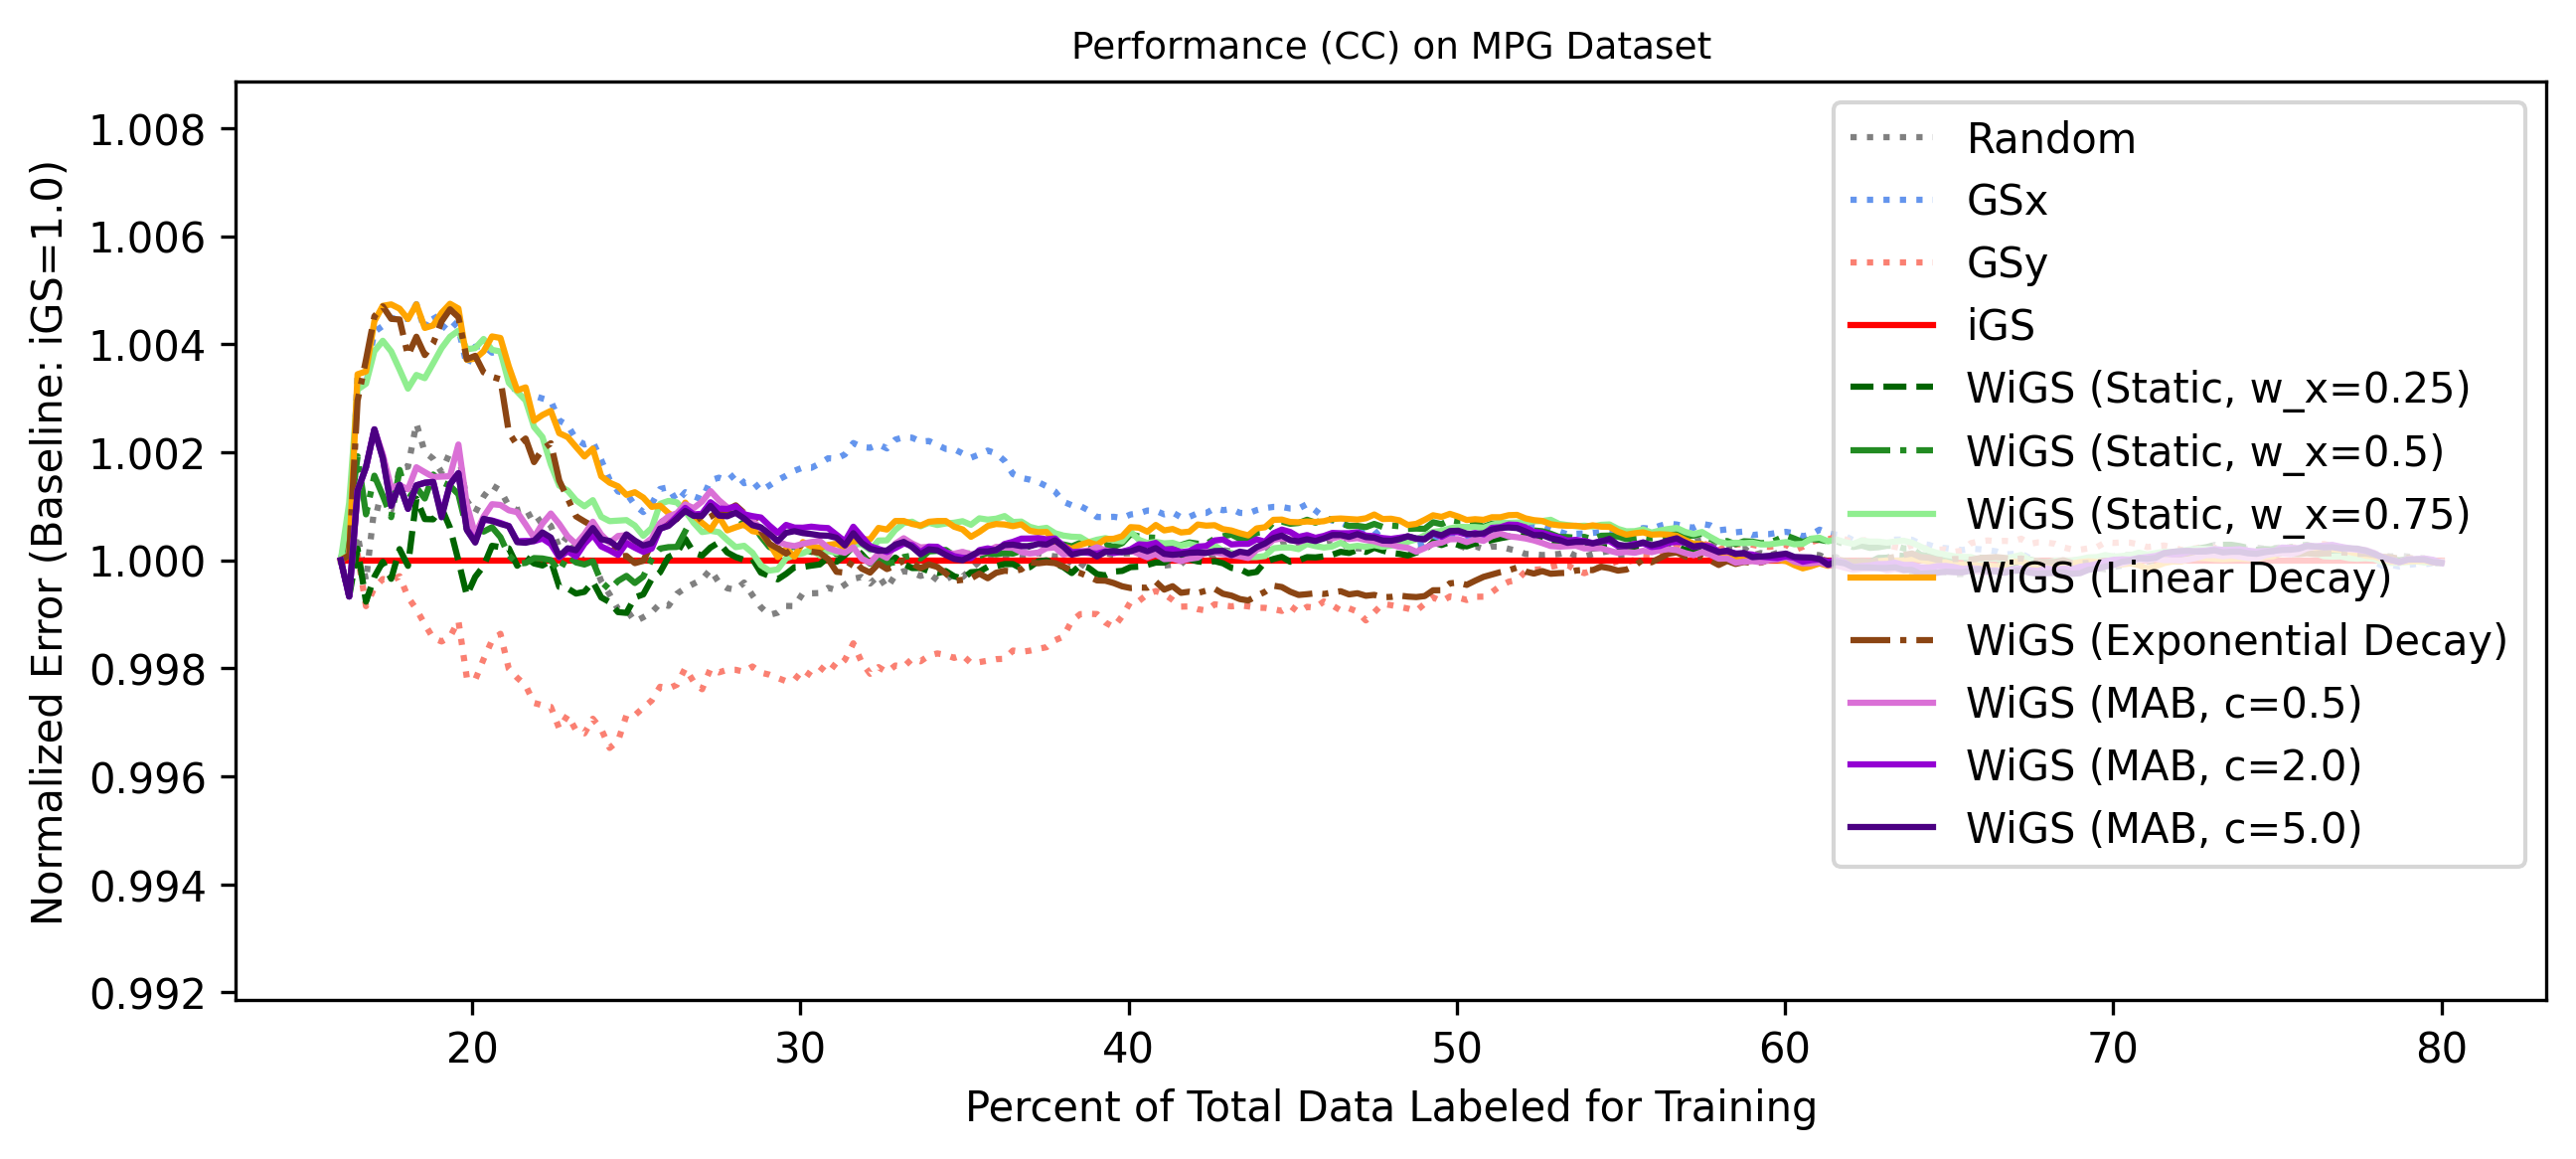 Performance (CC) on MPG Dataset
Normalized Error (Baseline: iGS=1.0)
1.008
1.006
1.004
1.002
1.000
0.998
0.996
0.994
0.992
20
30
40
50
60
70
80
Percent of Total Data Labeled for Training
Random
GSx
GSy
iGS
WiGS (Static, w_x=0.25)
WiGS (Static, w_x=0.5)
WiGS (Static, w_x=0.75)
WiGS (Linear Decay)
WiGS (Exponential Decay)
WiGS (MAB, c=0.5)
WiGS (MAB, c=2.0)
WiGS (MAB, c=5.0)